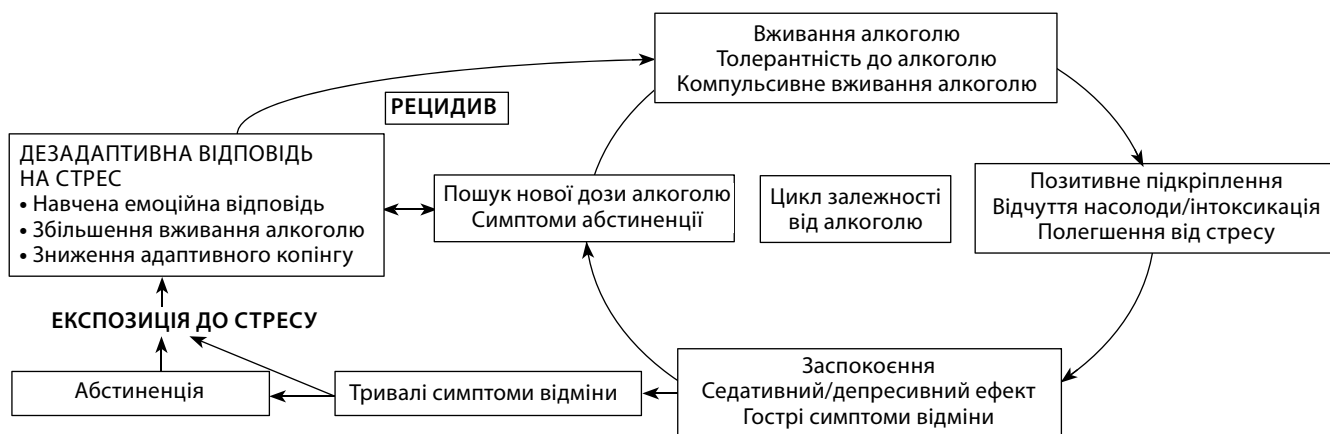 Вживання алкоголю
Толерантність до алкоголю
Компульсивне вживання алкоголю
РЕЦИДИВ
ДЕЗАДАПТИВНА ВІДПОВІДЬ
НА СТРЕС
• Навчена емоційна відповідь
• Збільшення вживання алкоголю
• Зниження адаптивного копінгу
Пошук нової дози алкоголю
Симптоми абстиненції
Цикл залежності
від алкоголю
Позитивне підкріплення
Відчуття насолоди/інтоксикація
Полегшення від стресу
ЕКСПОЗИЦІЯ ДО СТРЕСУ
Абстиненція
Тривалі симптоми відміни
Заспокоєння
Седативний/депресивний ефект
Гострі симптоми відміни